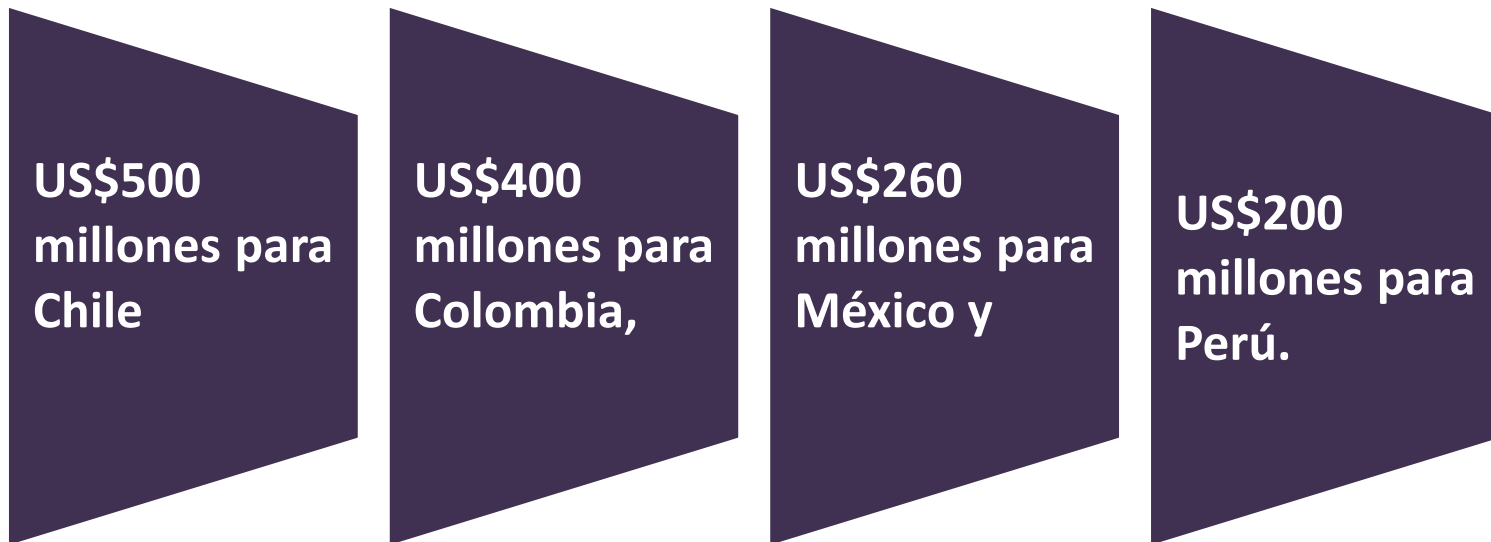 US$500
millones para
Chile
US$400
millones para
Colombia,
US$260
millones para
México y
US$200
millones para
Perú.